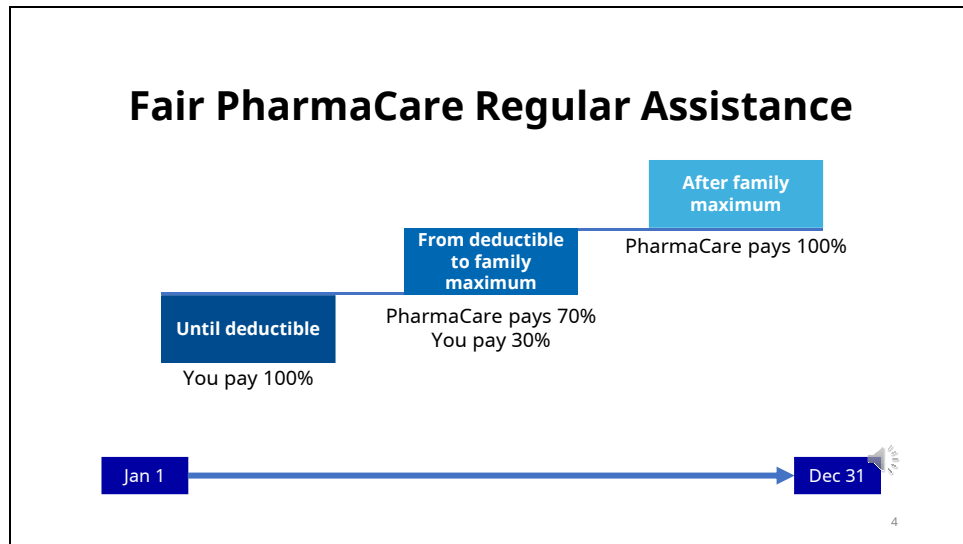 Fair PharmaCare Regular Assistance
After family
maximum
PharmaCare pays 100%
From deductible
to family
maximum
PharmaCare pays 70%
You pay 30%
Until deductible
You pay 100%
Jan 1
Dec 31
4